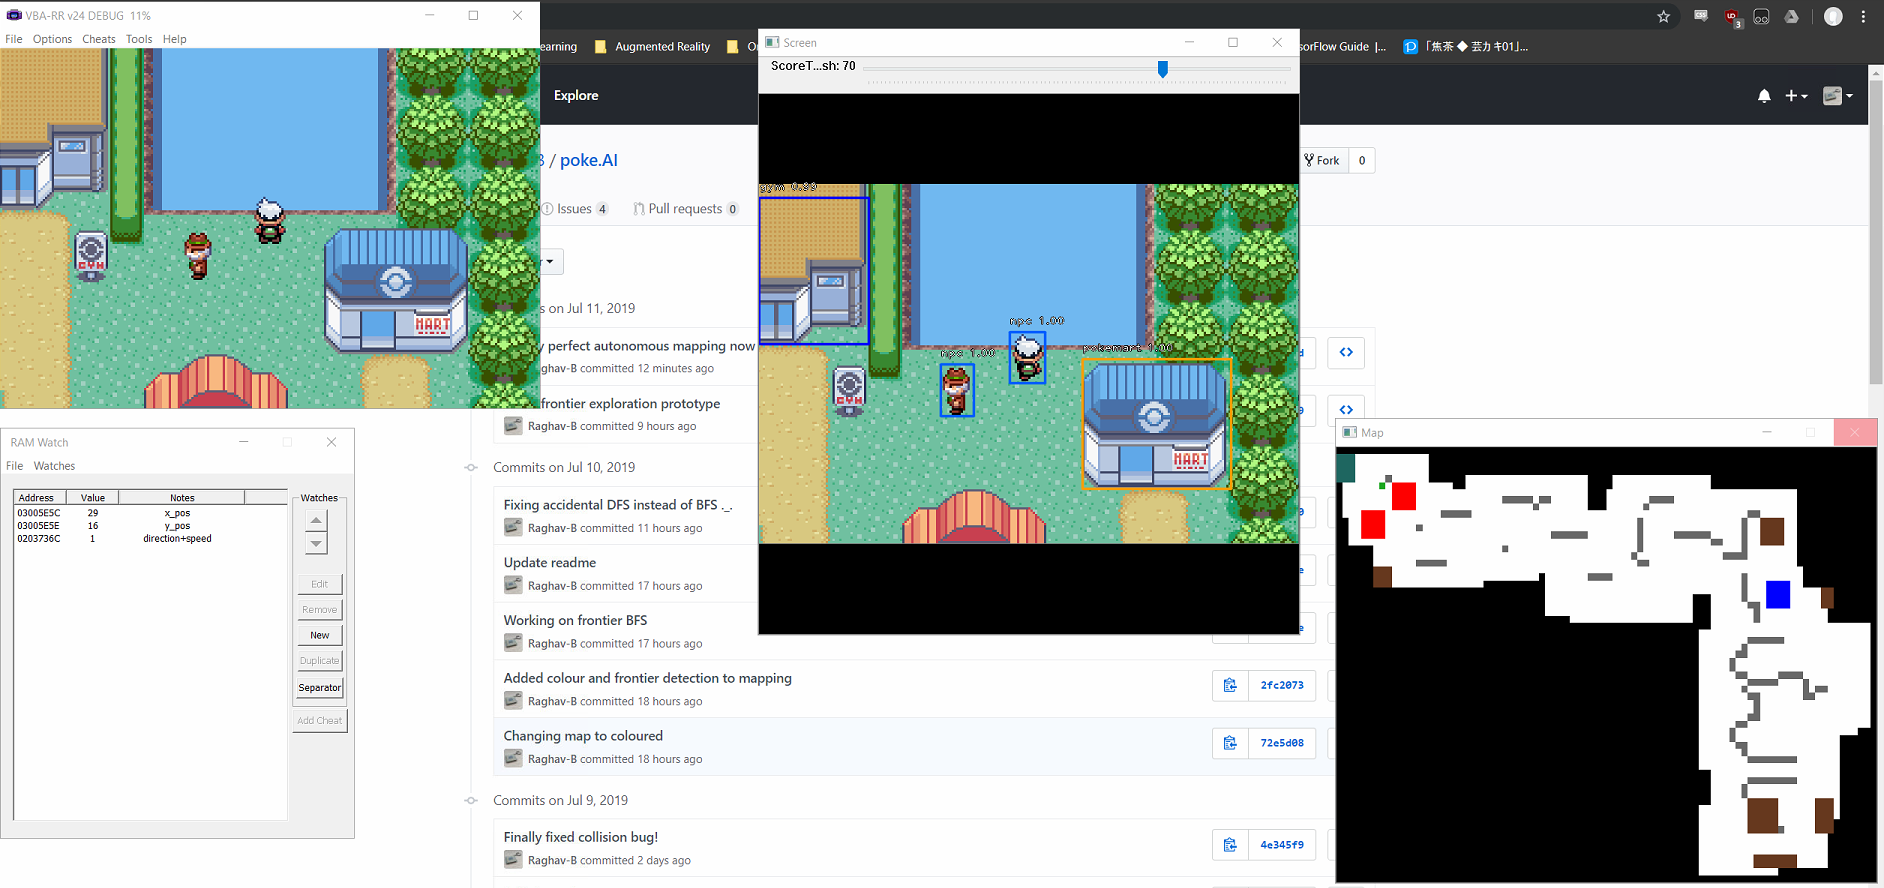 VBA-RR v24 DEBUG 11%
File Options Cheats Tools Help
GYM
MART
RAM Watch
File Watches
Address Value Notes
03005E5C 29 x_pos
03005E5E 16 y_pos
0203736C 1 direction+speed
Watches
Edit
Remove
New
Duplicate
Separator
Add Cheat
earning
Augmented Reality
sorFlow Guide |...
「焦茶 ◆ 芸カキ01」...
3
Explore
/ poke.AI
Fork 0
Issues 4
Pull requests 0
s on Jul 11, 2019
y perfect autonomous mapping now
ghav-B committed 12 minutes ago
frontier exploration prototype
Raghav-B committed 9 hours ago
Commits on Jul 10, 2019
Fixing accidental DFS instead of BFS ._.
Raghav-B committed 11 hours ago
Update readme
Raghav-B committed 17 hours ago
Working on frontier BFS
Raghav-B committed 17 hours ago
Added colour and frontier detection to mapping
Raghav-B committed 18 hours ago
2fc2073
Changing map to coloured
Raghav-B committed 18 hours ago
72e5d08
Commits on Jul 9, 2019
Finally fixed collision bug!
Raghav-B committed 2 days ago
4e345f9
Screen
ScoreT...sh: 70
gym 0.99
npc 1.00
npc 1.00
pokemart 1.00
GYM
MART
Map